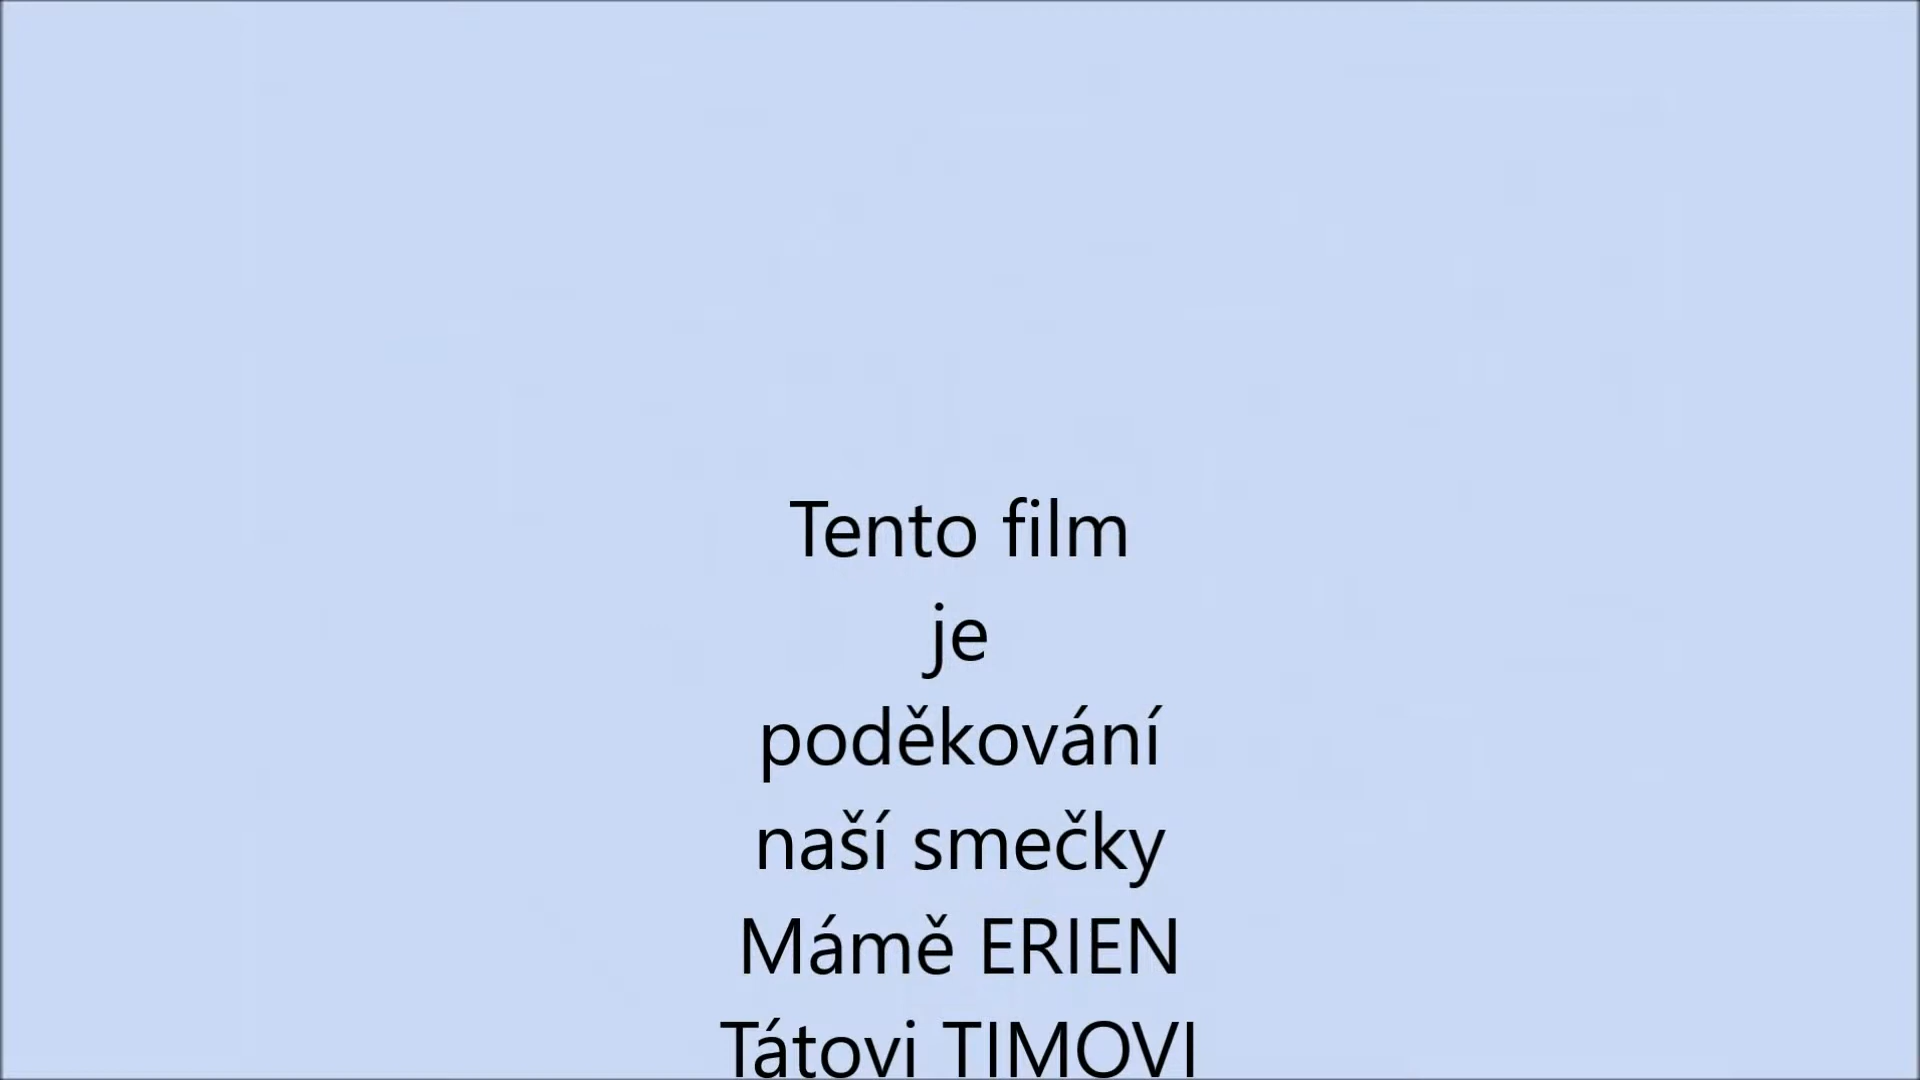 Tento film
je
poděkování
naší smečky
Mámě ERIEN
Tátovi TIMOVI